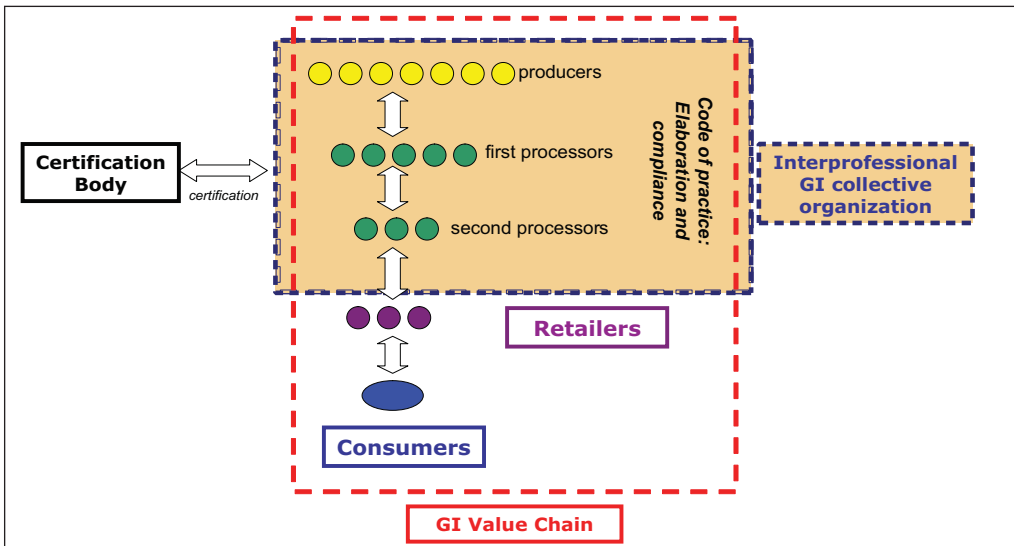 producers
Code of practice:
Elaboration and
compliance
first processors
Certification
Body
certification
Interprofessional
GI collective
organization
second processors
Retailers
Consumers
GI Value Chain